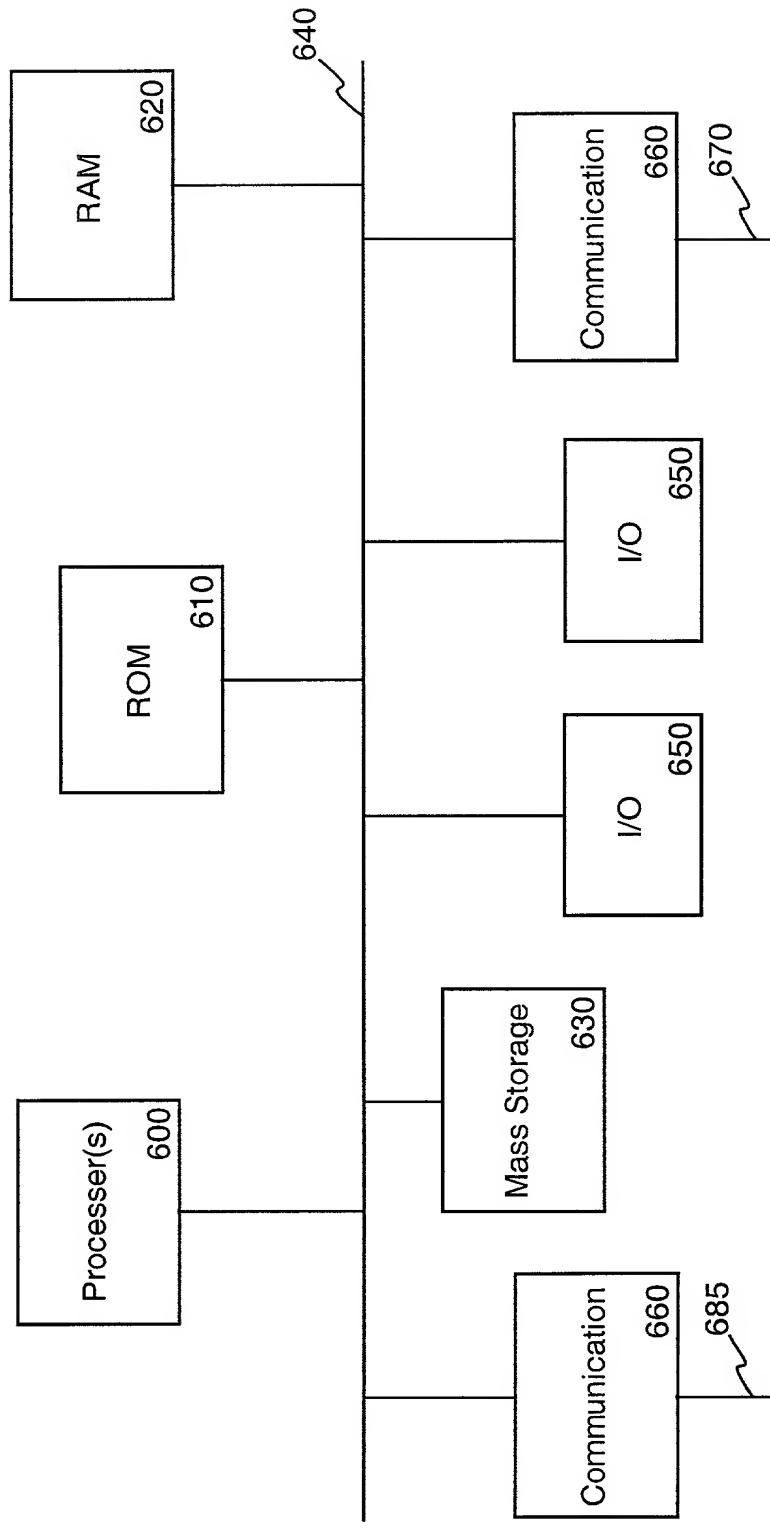 Processer(s)
600
ROM
610
RAM
620
640
Communication
660
685
Mass Storage
630
I/O
650
I/O
650
Communication
660
670